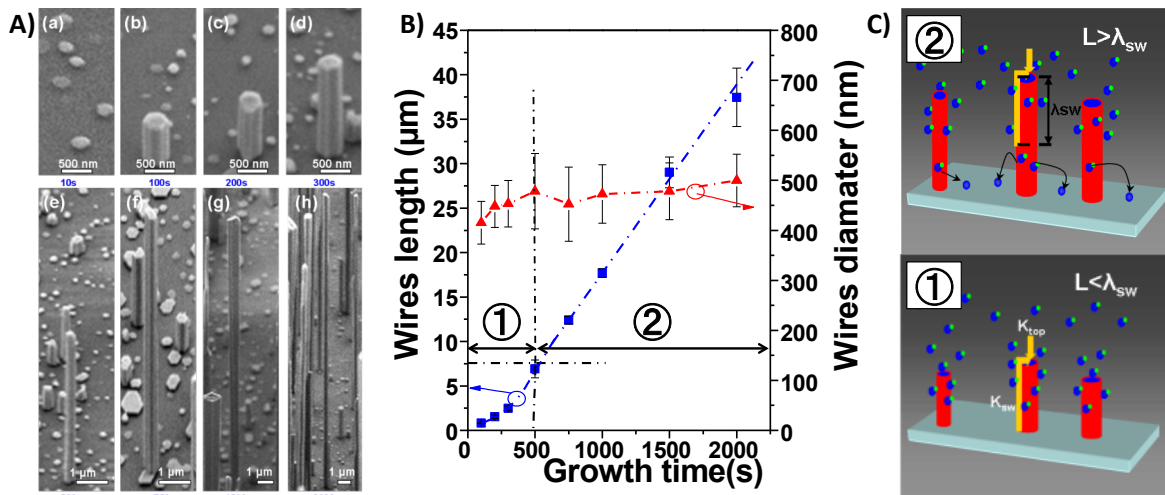 A)
(a)
(b)
(c)
(d)
500 nm
500 nm
500 nm
500 nm
10s
100s
200s
300s
(e)
(f)
(g)
(h)
1 µm
1 µm
1 µm
1 µm
B)
Wires length (µm)
45
40
35
30
25
20
15
10
5
0
①
②
0 500 1000 1500 2000
Growth time(s)
800
700
600
500
400
300
200
100
0
Wires diamater (nm)
C)
②
L>λsw
λsw
①
L<λsw
Ktop
Ksw